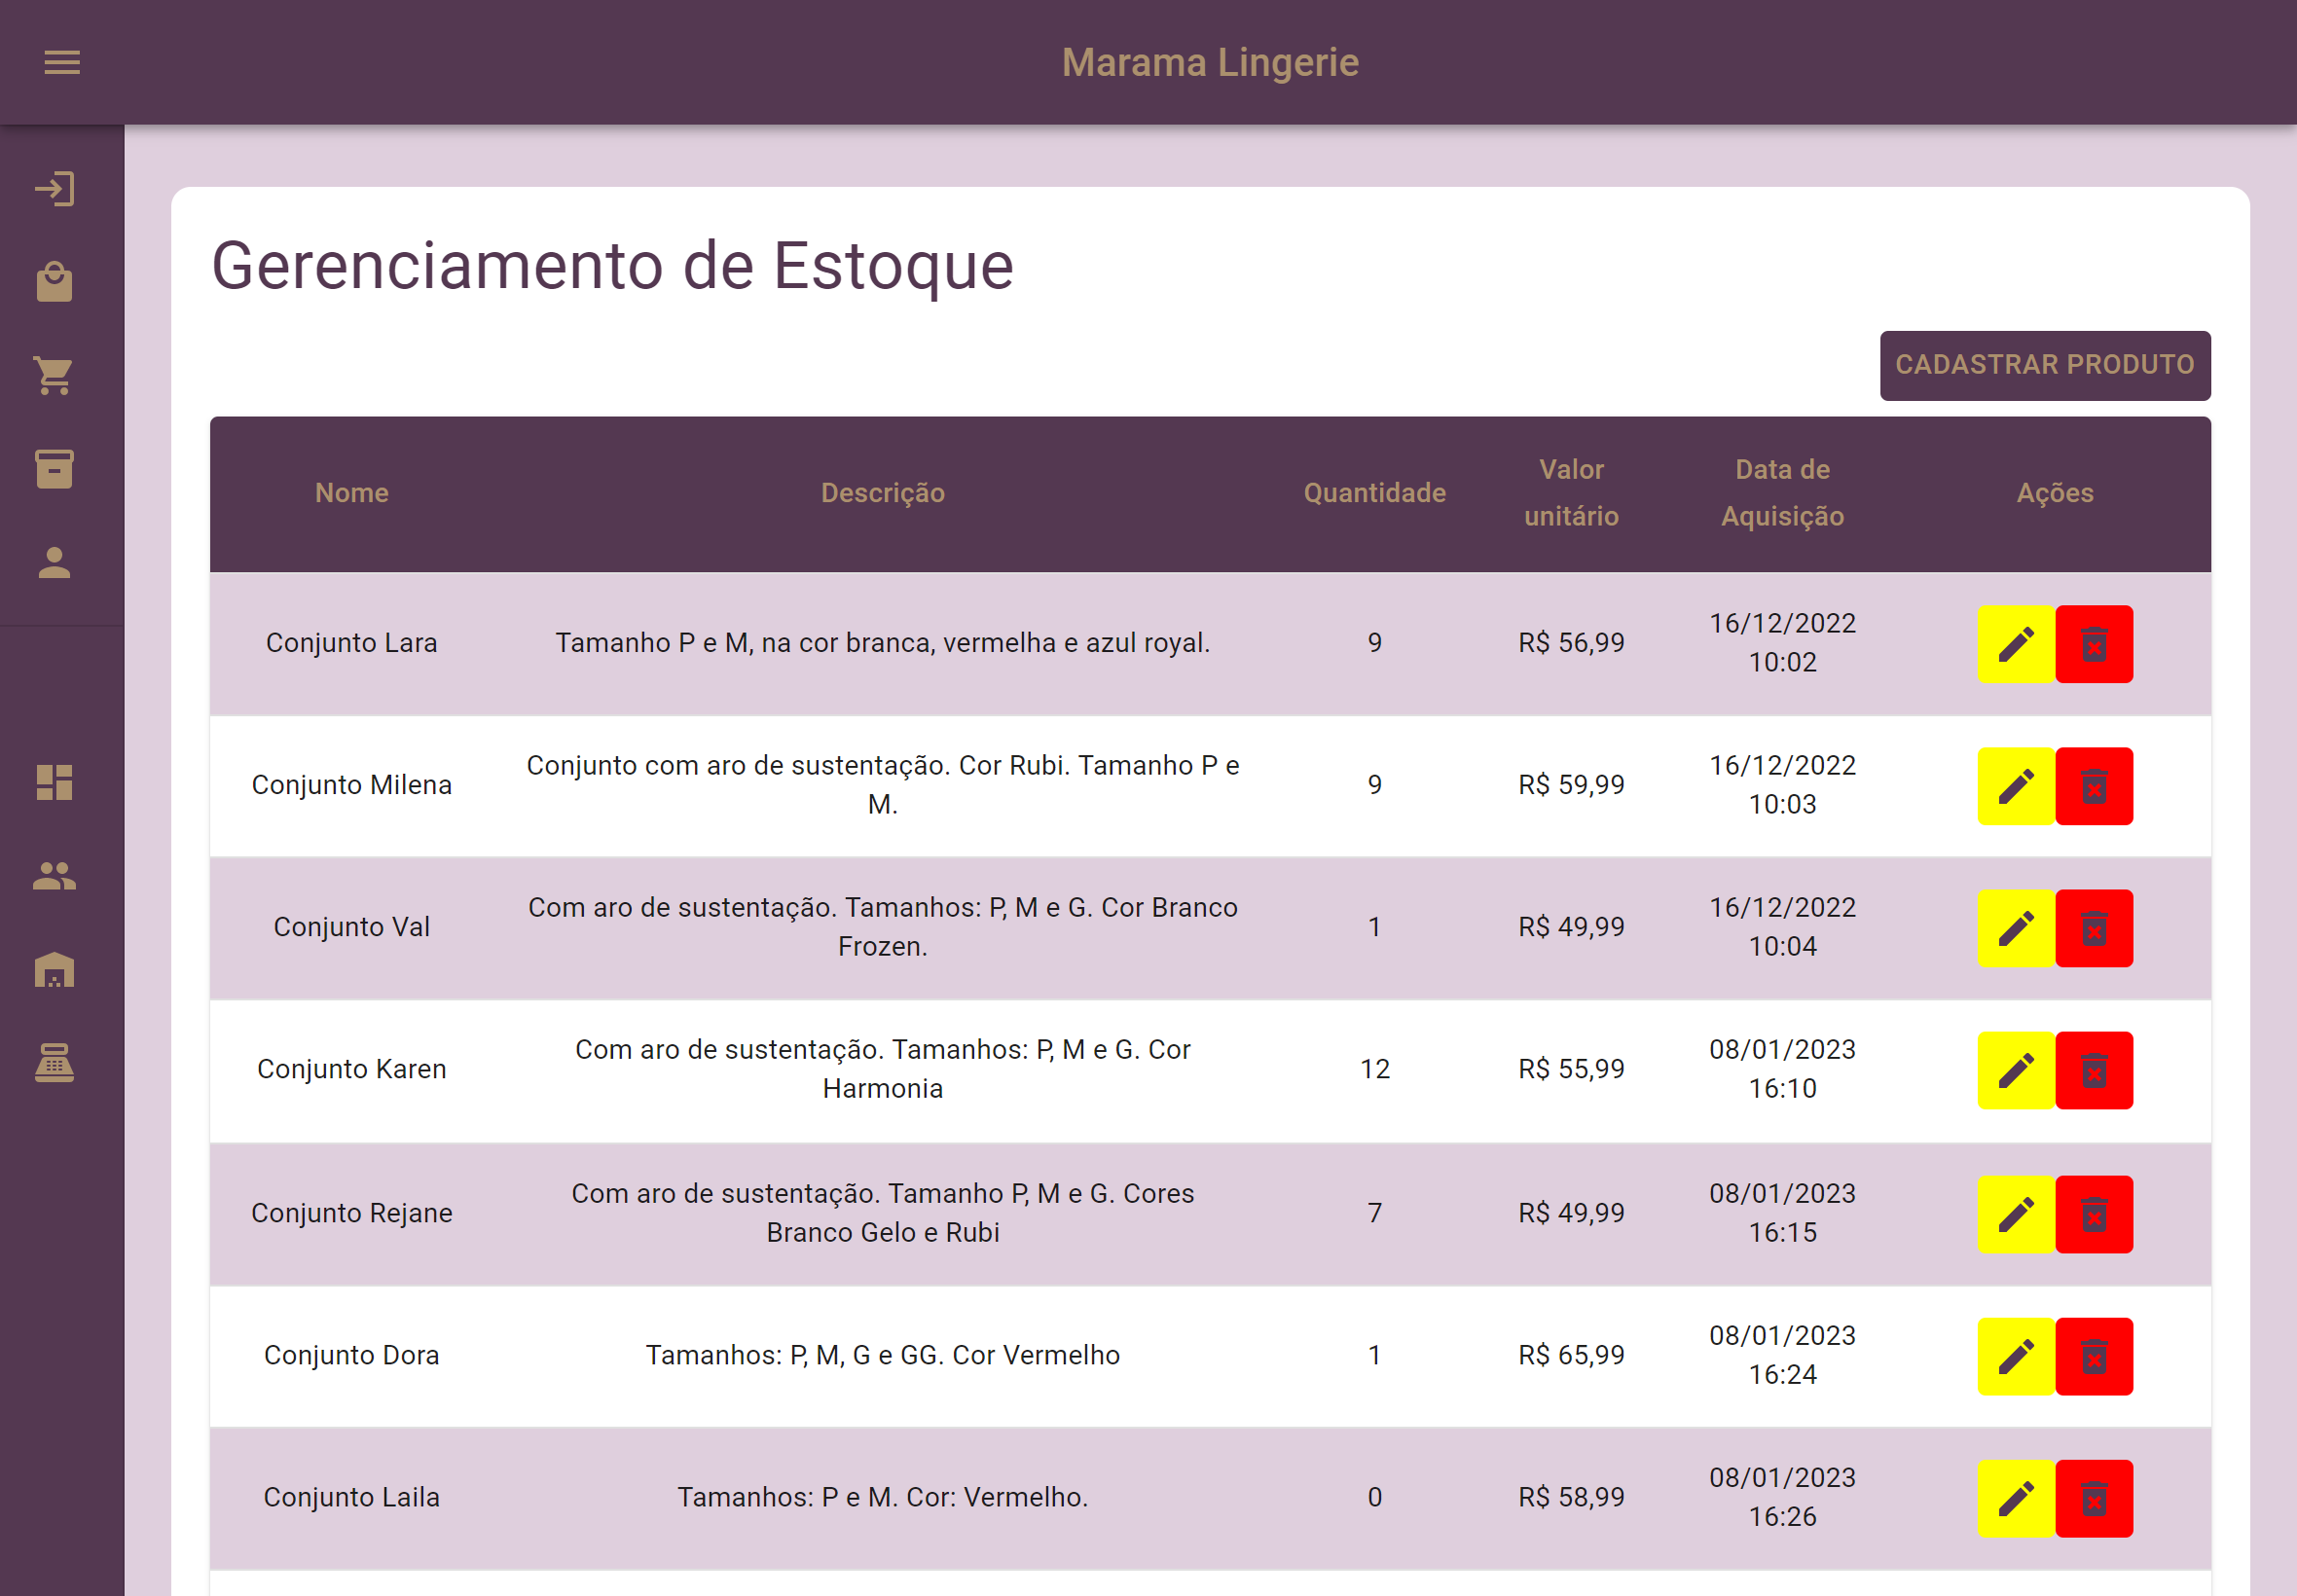 Marama Lingerie
Gerenciamento de Estoque
CADASTRAR PRODUTO
Nome
Descrição
Quantidade
Valor
unitário
Data de
Aquisição
Ações
Conjunto Lara
Tamanho P e M, na cor branca, vermelha e azul royal.
9
R$ 56,99
16/12/2022
10:02
Conjunto Milena
Conjunto com aro de sustentação. Cor Rubi. Tamanho P e
M.
9
R$ 59,99
16/12/2022
10:03
Conjunto Val
Com aro de sustentação. Tamanhos: P, M e G. Cor Branco
Frozen.
1
R$ 49,99
16/12/2022
10:04
Conjunto Karen
Com aro de sustentação. Tamanhos: P, M e G. Cor
Harmonia
12
R$ 55,99
08/01/2023
16:10
Conjunto Rejane
Com aro de sustentação. Tamanho P, M e G. Cores
Branco Gelo e Rubi
7
R$ 49,99
08/01/2023
16:15
Conjunto Dora
Tamanhos: P, M, G e GG. Cor Vermelho
1
R$ 65,99
08/01/2023
16:24
Conjunto Laila
Tamanhos: P e M. Cor: Vermelho.
0
R$ 58,99
08/01/2023
16:26